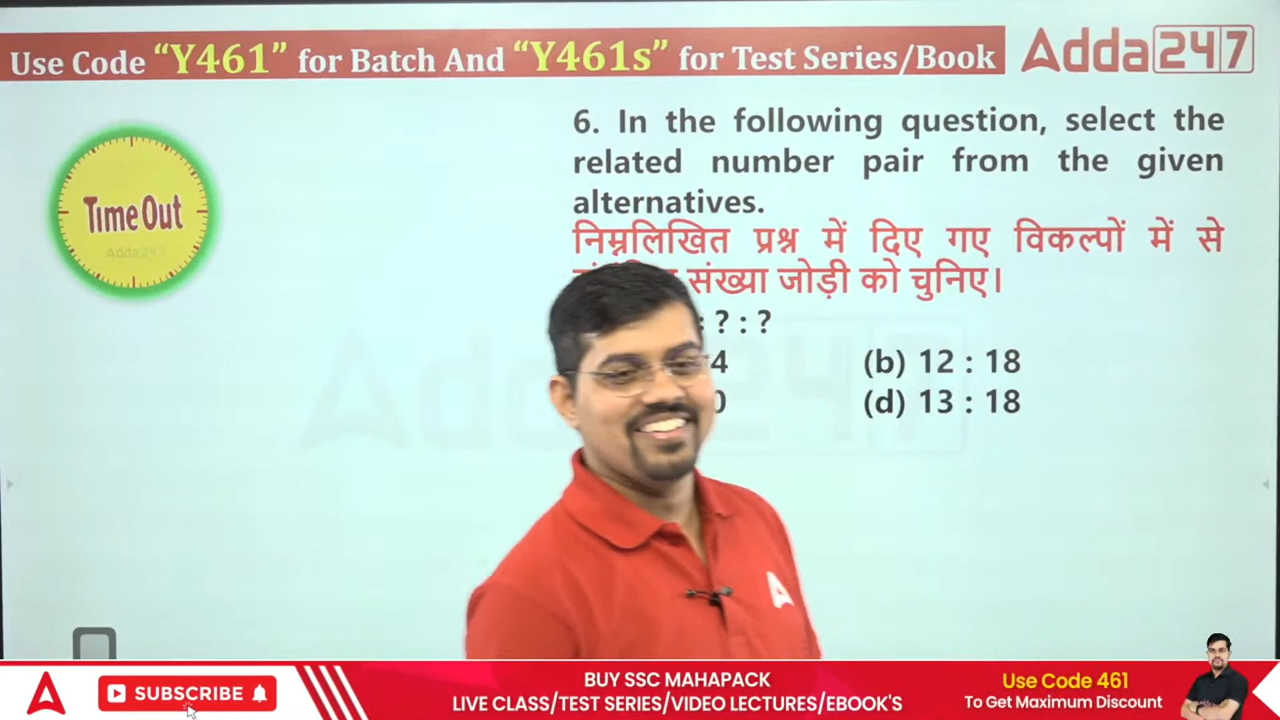 Use Code “Y461” for Batch And “Y461s” for Test Series/Book
Adda247
Time Out
Adda247
6. In the following question, select the
related number pair from the given
alternatives.
निम्नलिखित प्रश्न में दिए गए विकल्पों में से
संख्या जोड़ी को चुनिए।
: ? : ?
4 (b) 12 : 18
0 (d) 13 : 18
Adda247
SUBSCRIBE
BUY SSC MAHAPACK
LIVE CLASS/TEST SERIES/VIDEO LECTURES/EBOOK'S
Use Code 461
To Get Maximum Discount